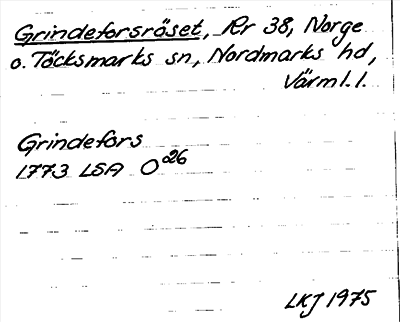 Grindeforsröset, Rr 38, Norge
o. Töcksmarks sn, Nordmarks hd,
Värml. l.
Grindefors
1773 LSA O26
LKJ 1975